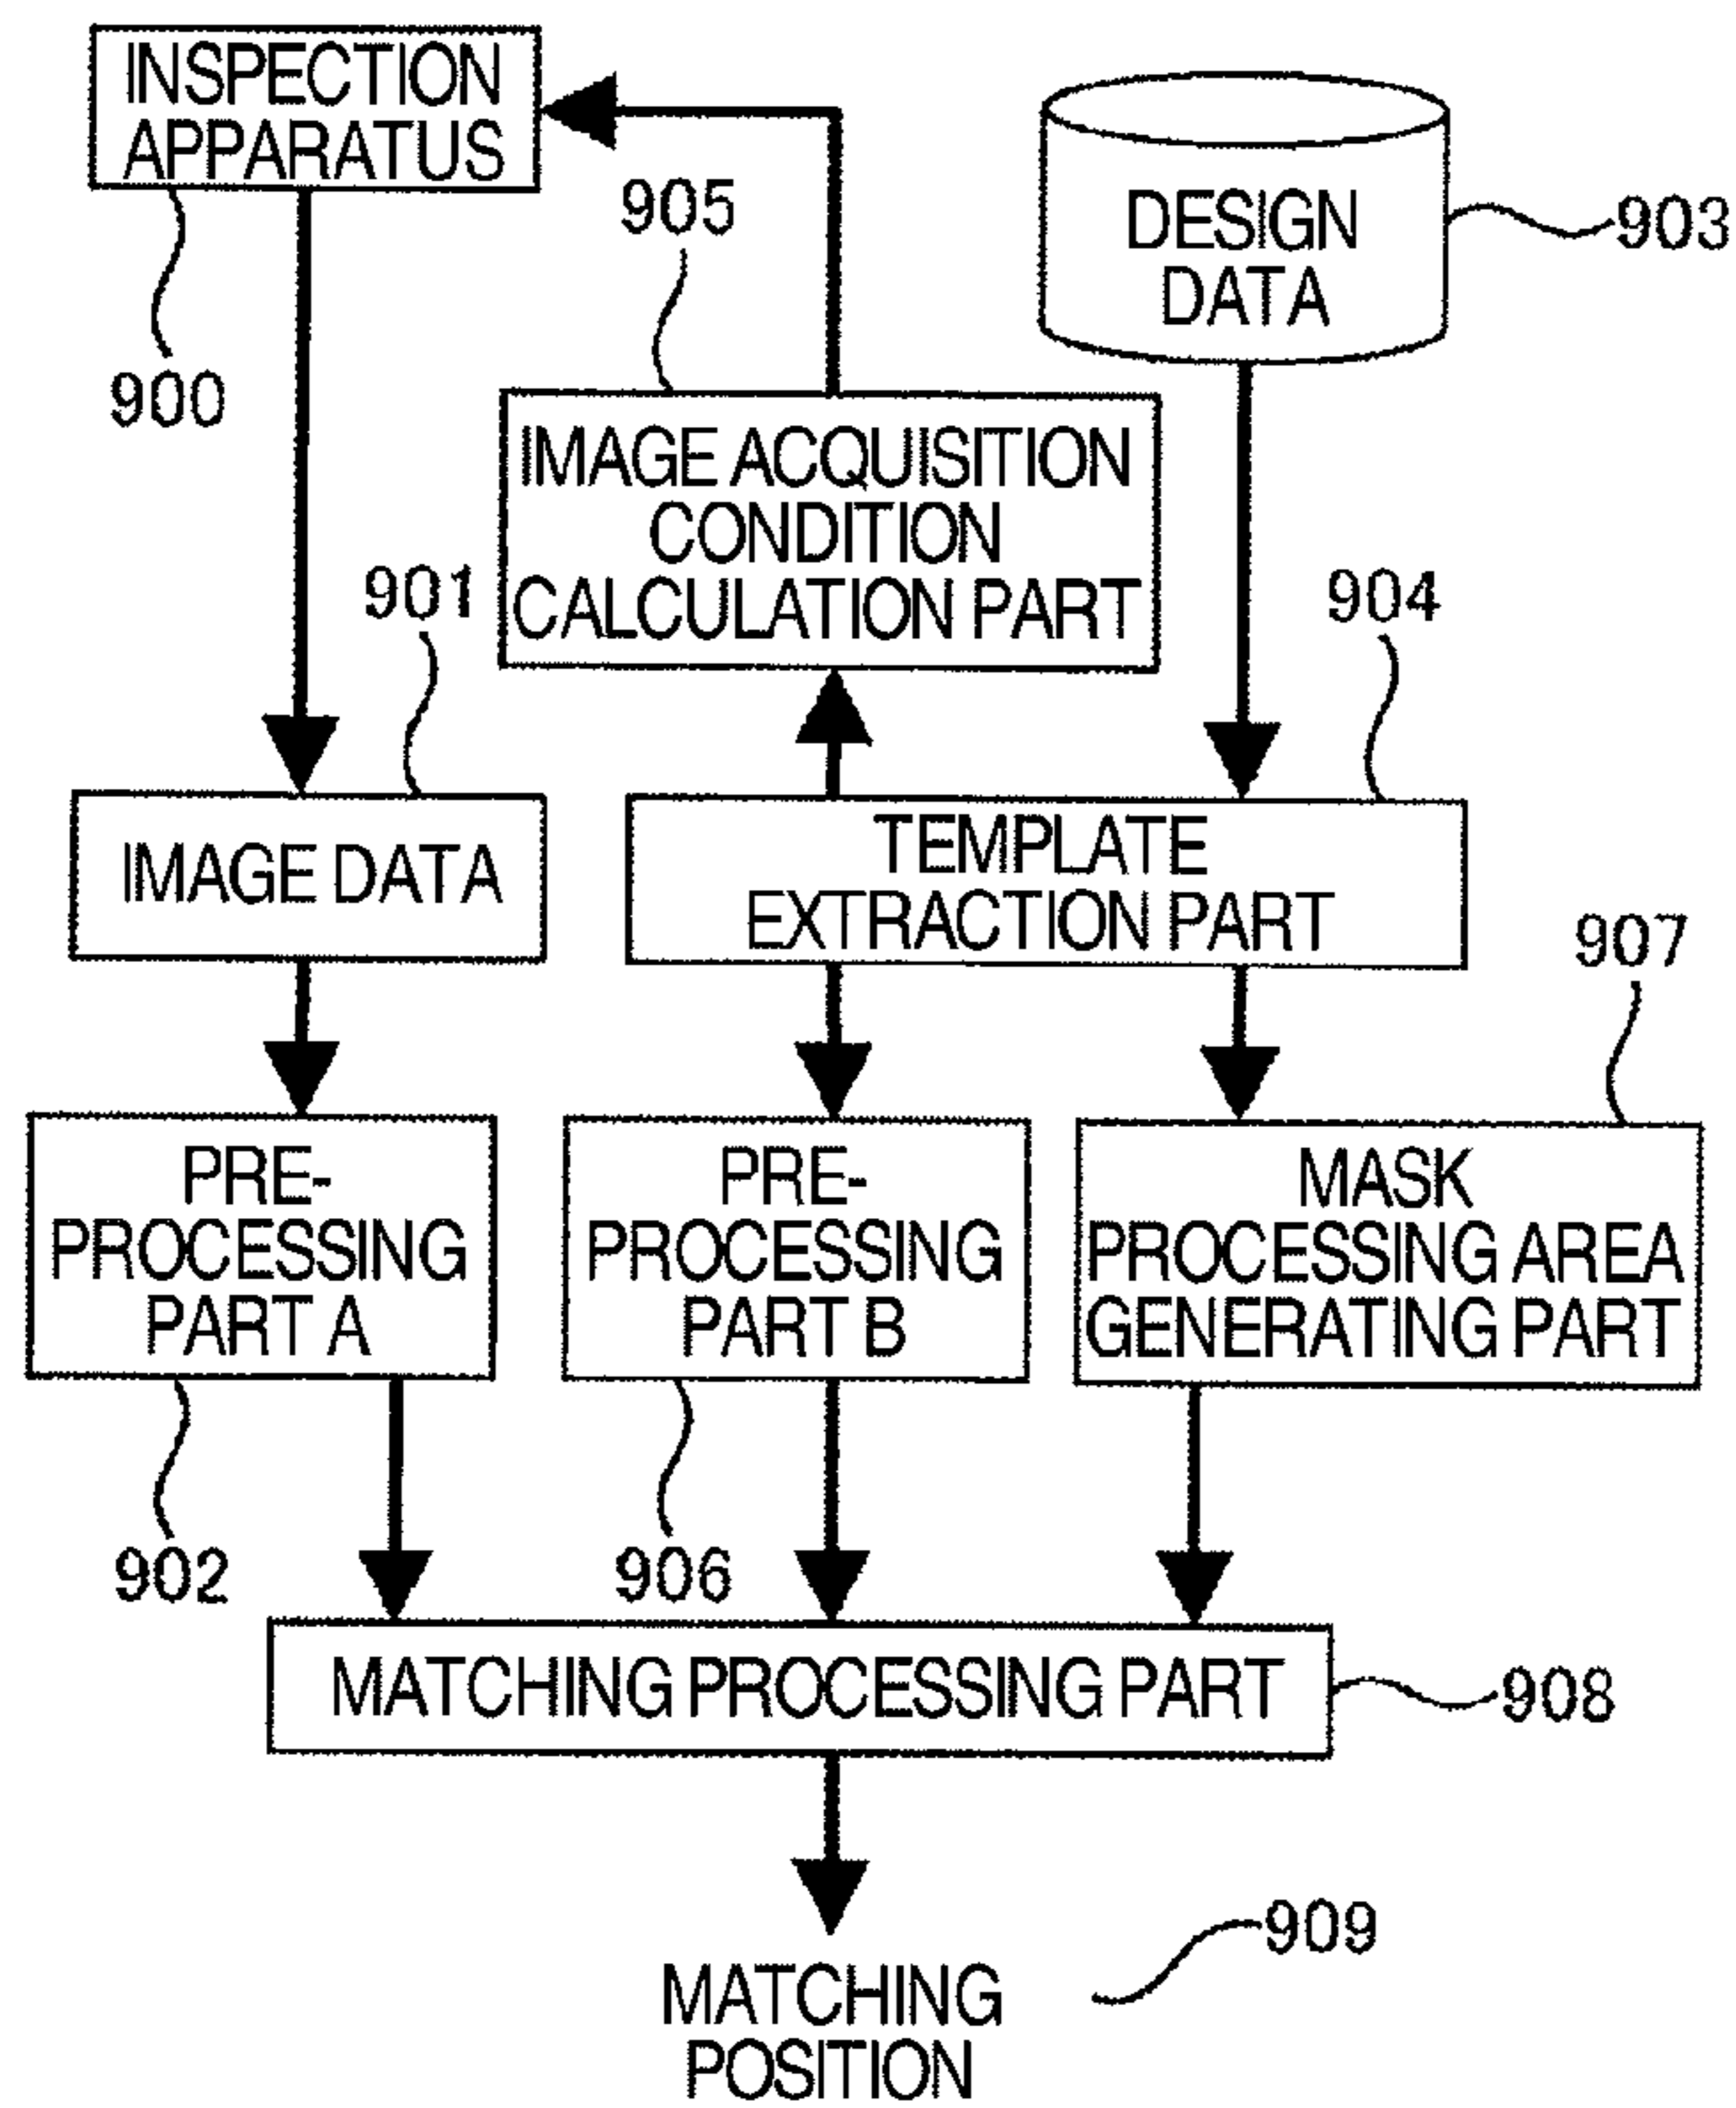 INSPECTION
APPARATUS
900
905
DESIGN
DATA
903
IMAGE ACQUISITION
CONDITION
CALCULATION PART
901
904
IMAGE DATA
TEMPLATE
EXTRACTION PART
907
PRE-
PROCESSING
PART A
902
PRE-
PROCESSING
PART B
906
MASK
PROCESSING AREA
GENERATING PART
MATCHING PROCESSING PART
908
MATCHING
POSITION
909